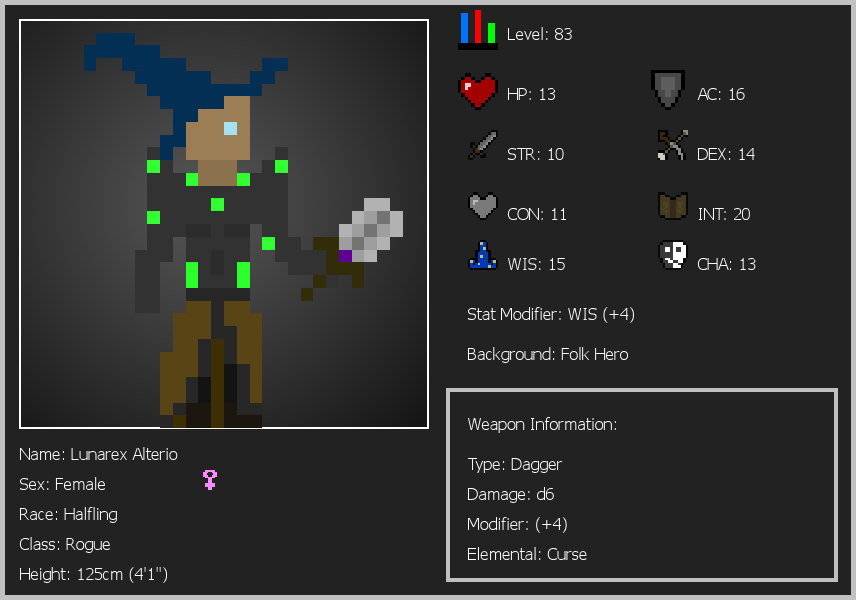 Level: 83
HP: 13
AC: 16
STR: 10
DEX: 14
CON: 11
INT: 20
WIS: 15
CHA: 13
Stat Modifier: WIS (+4)
Background: Folk Hero
Weapon Information:
Type: Dagger
Damage: d6
Modifier: (+4)
Elemental: Curse
Name: Lunarex Alterio
Sex: Female
Race: Halfling
Class: Rogue
Height: 125cm (4'1")